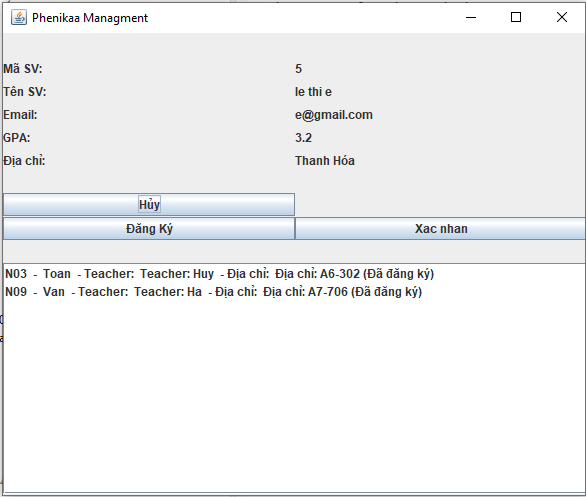 Phenikaa Managment
Mã SV: 5
Tên SV: le thi e
Email: e@gmail.com
GPA: 3.2
Địa chỉ: Thanh Hóa
Hủy
Đăng Ký Xac nhan
N03 - Toan - Teacher: Teacher: Huy - Địa chỉ: Địa chỉ: A6-302 (Đã đăng ký)
N09 - Van - Teacher: Teacher: Ha - Địa chỉ: Địa chỉ: A7-706 (Đã đăng ký)